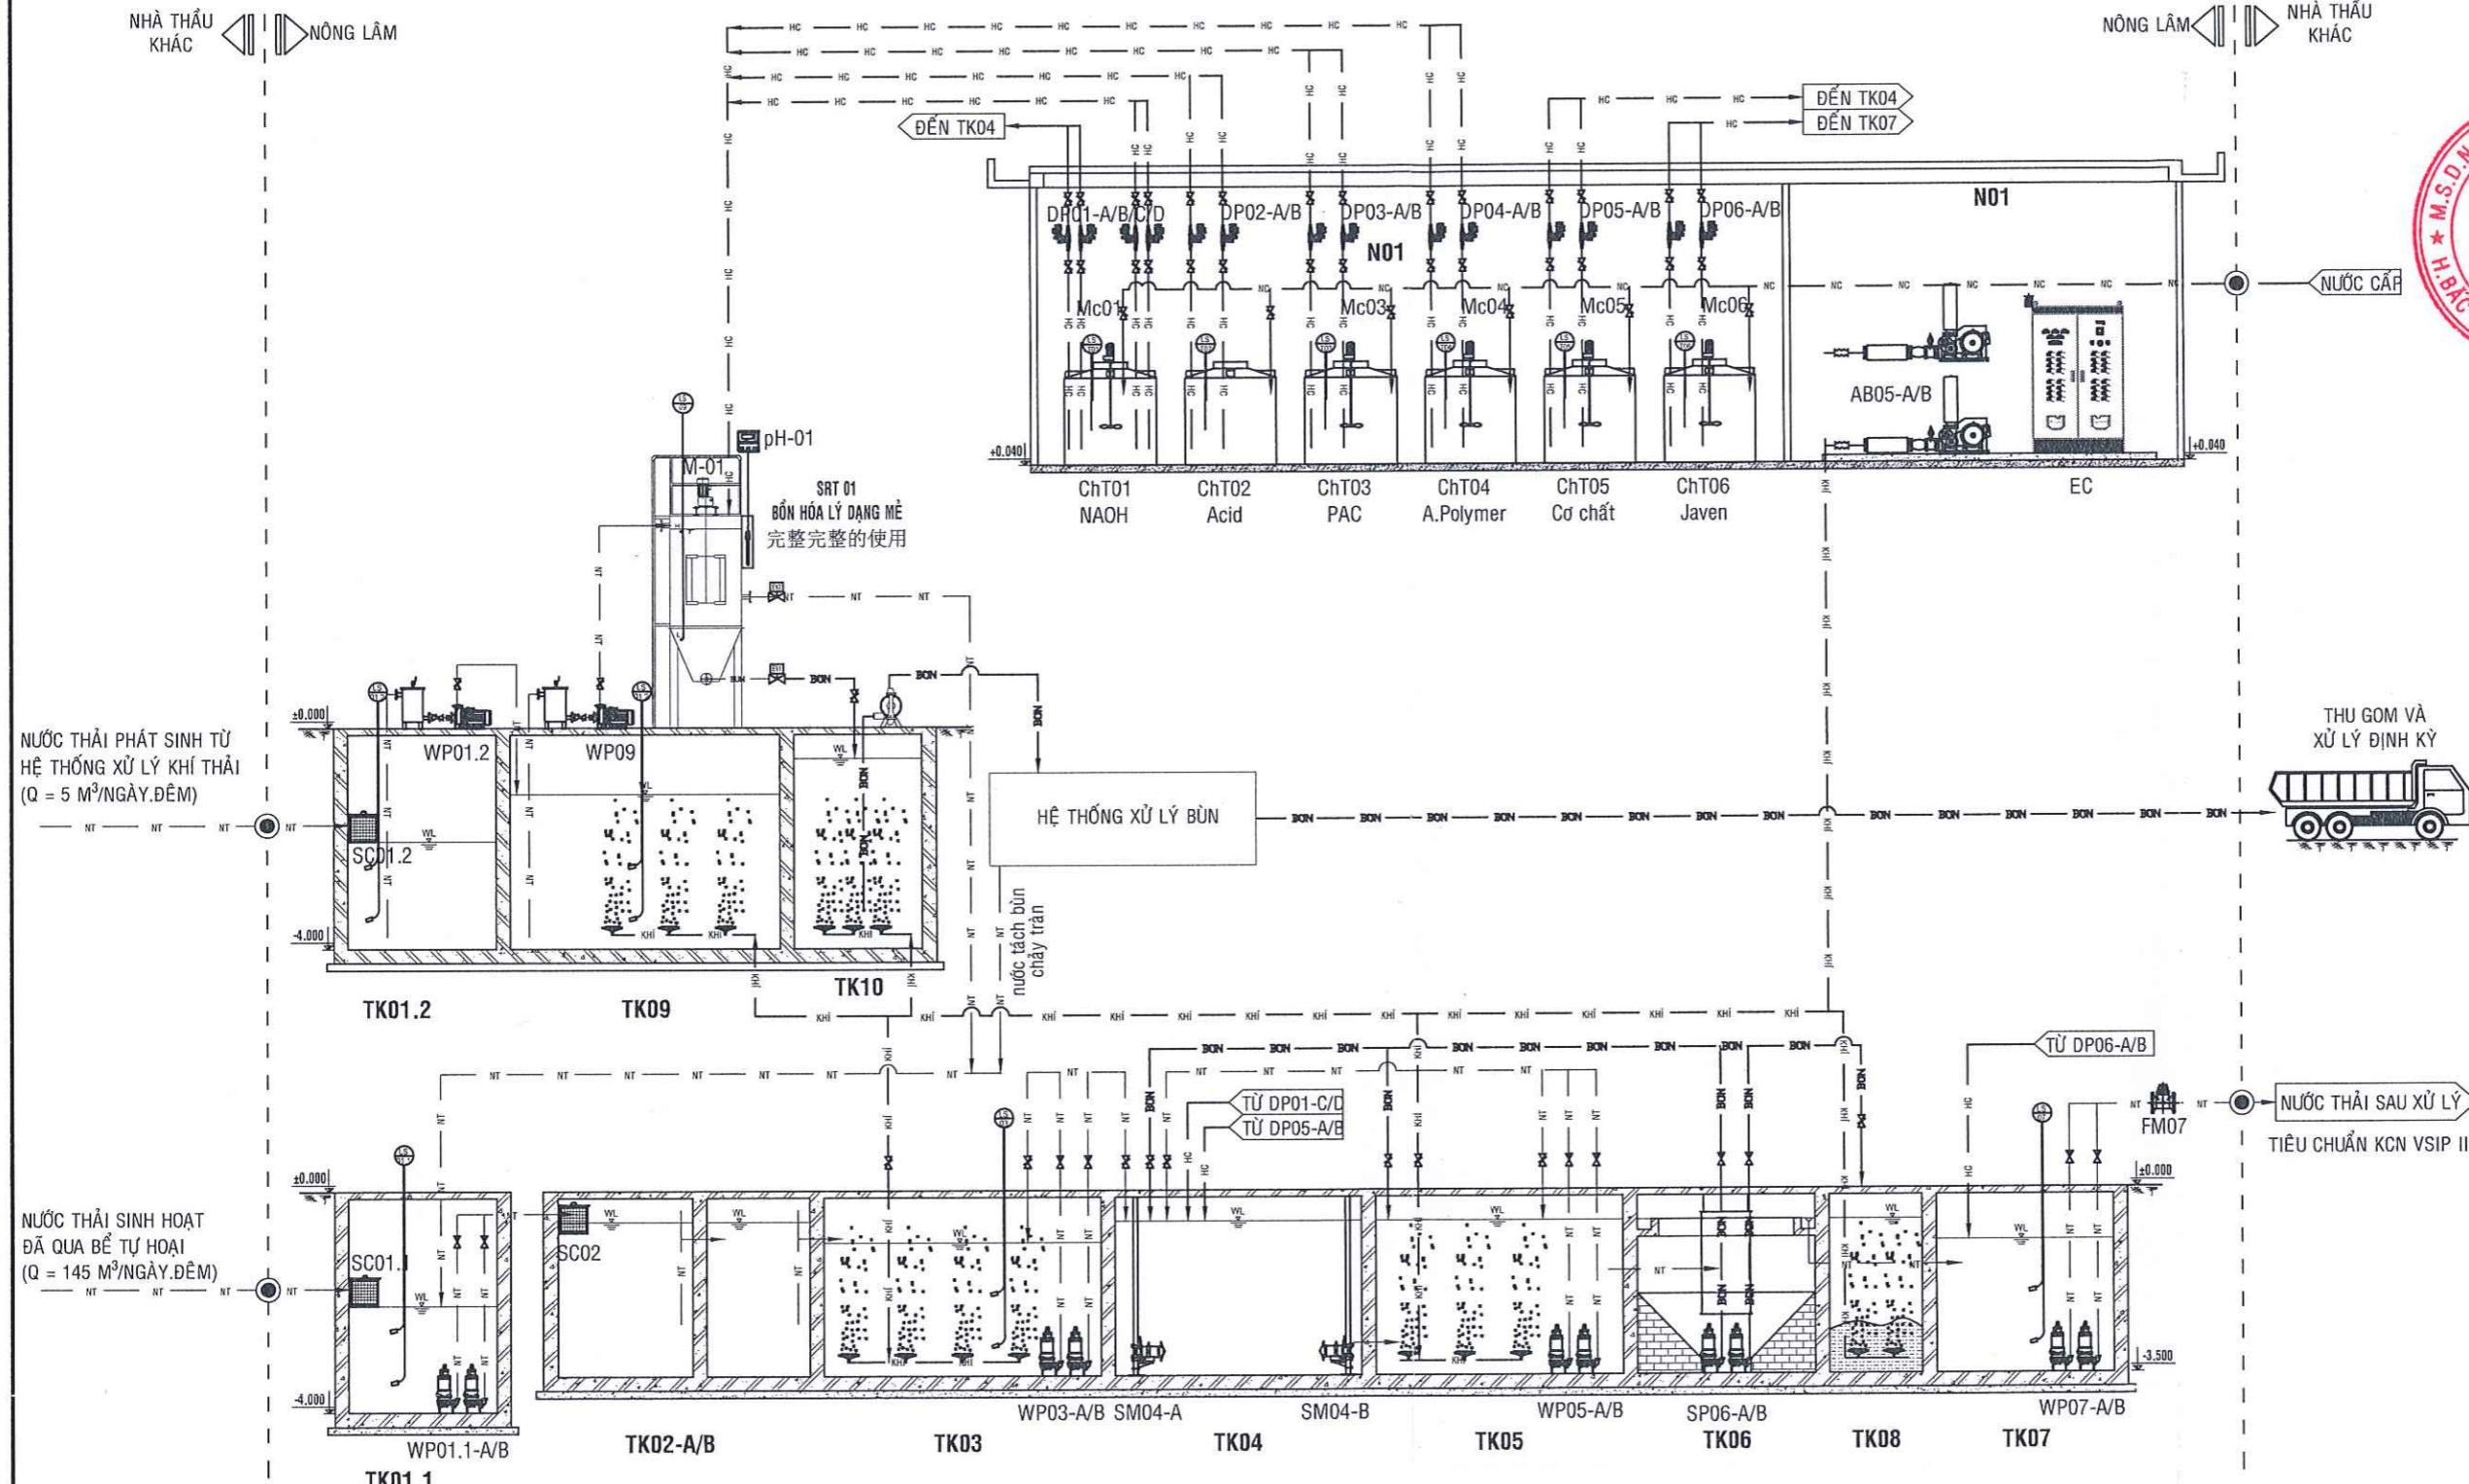 NHÀ THẦU
KHÁC
NÔNG LÂM
NÔNG LÂM
NHÀ THẦU
KHÁC
ĐẾN TK04
ĐẾN TK04
ĐẾN TK07
M.S.D.N
H.BẮC
DP01-A/B/C/D
DP02-A/B
DP03-A/B
DP04-A/B
DP05-A/B
DP06-A/B
N01
N01
NƯỚC CẤP
Mc01
Mc03
Mc04
Mc05
Mc06
AB05-A/B
+0.040
+0.040
ChT01
NAOH
ChT02
Acid
ChT03
PAC
ChT04
A.Polymer
ChT05
Cơ chất
ChT06
Javen
EC
pH-01
M-01
SRT 01
BỒN HÓA LÝ DẠNG MẺ
完整完整的使用
NƯỚC THẢI PHÁT SINH TỪ
HỆ THỐNG XỬ LÝ KHÍ THẢI
(Q = 5 M³/NGÀY.ĐÊM)
±0.000
WP01.2
WP09
SC01.2
-4.000
TK01.2
TK09
TK10
HỆ THỐNG XỬ LÝ BÙN
nước tách bùn
chảy tràn
THU GOM VÀ
XỬ LÝ ĐỊNH KỲ
TỪ DP06-A/B
TỪ DP01-C/D
TỪ DP05-A/B
FM07
NƯỚC THẢI SAU XỬ LÝ
TIÊU CHUẨN KCN VSIP II
NƯỚC THẢI SINH HOẠT
ĐÃ QUA BỂ TỰ HOẠI
(Q = 145 M³/NGÀY.ĐÊM)
±0.000
±0.000
SC01.1
SC02
-4.000
-3.500
WP01.1-A/B
WP03-A/B
SM04-A
SM04-B
WP05-A/B
SP06-A/B
WP07-A/B
TK01.1
TK02-A/B
TK03
TK04
TK05
TK06
TK08
TK07